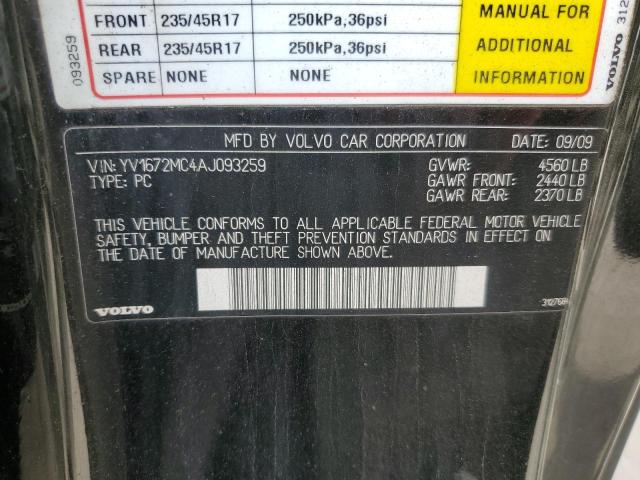 FRONT 235/45R17 250kPa,36psi
REAR 235/45R17 250kPa,36psi
SPARE NONE NONE
MANUAL FOR
ADDITIONAL
INFORMATION
093259
VOLVO
312
MFD BY VOLVO CAR CORPORATION DATE: 09/09
VIN: YV1672MC4AJ093259 GVWR: 4560 LB
TYPE: PC GAWR FRONT: 2440 LB
GAWR REAR: 2370 LB
THIS VEHICLE CONFORMS TO ALL APPLICABLE FEDERAL MOTOR VEHICLE
SAFETY, BUMPER AND THEFT PREVENTION STANDARDS IN EFFECT ON
THE DATE OF MANUFACTURE SHOWN ABOVE.
VOLVO